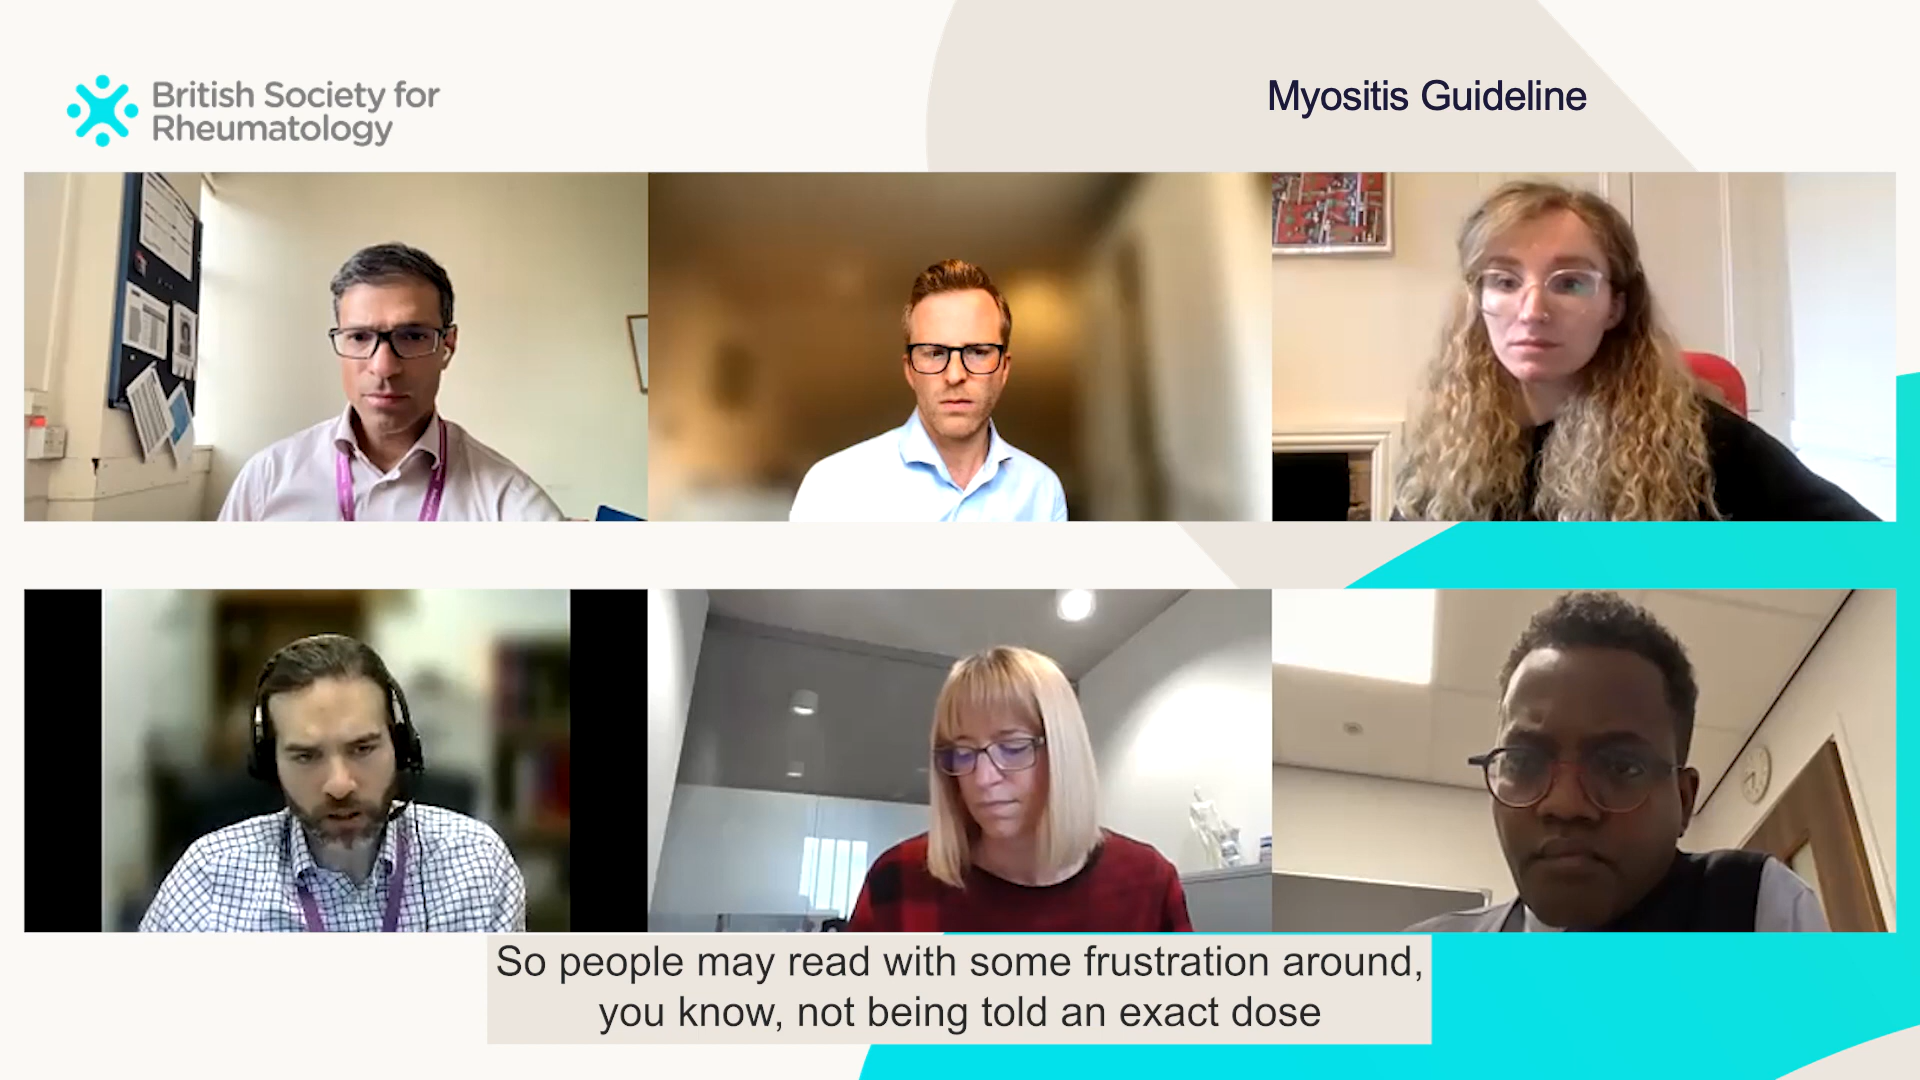 British Society for
Rheumatology
Myositis Guideline
So people may read with some frustration around,
you know, not being told an exact dose